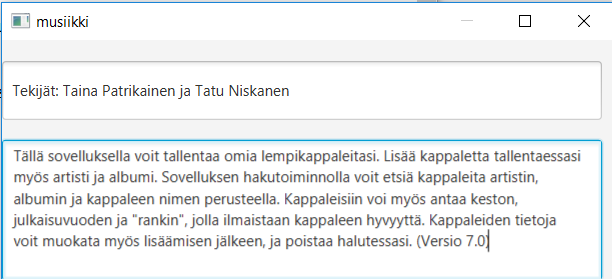 musiikki
Tekijät: Taina Patrikainen ja Tatu Niskanen
Tällä sovelluksella voit tallentaa omia lempikappaleitasi. Lisää kappaletta tallentaessasi
myös artisti ja albumi. Sovelluksen hakutoiminnolla voit etsiä kappaleita artistin,
albumin ja kappaleen nimen perusteella. Kappaleisiin voi myös antaa keston,
julkaisuvuoden ja "rankin", jolla ilmaistaan kappaleen hyvyyttä. Kappaleiden tietoja
voit muokata myös lisäämisen jälkeen, ja poistaa halutessasi. (Versio 7.0)